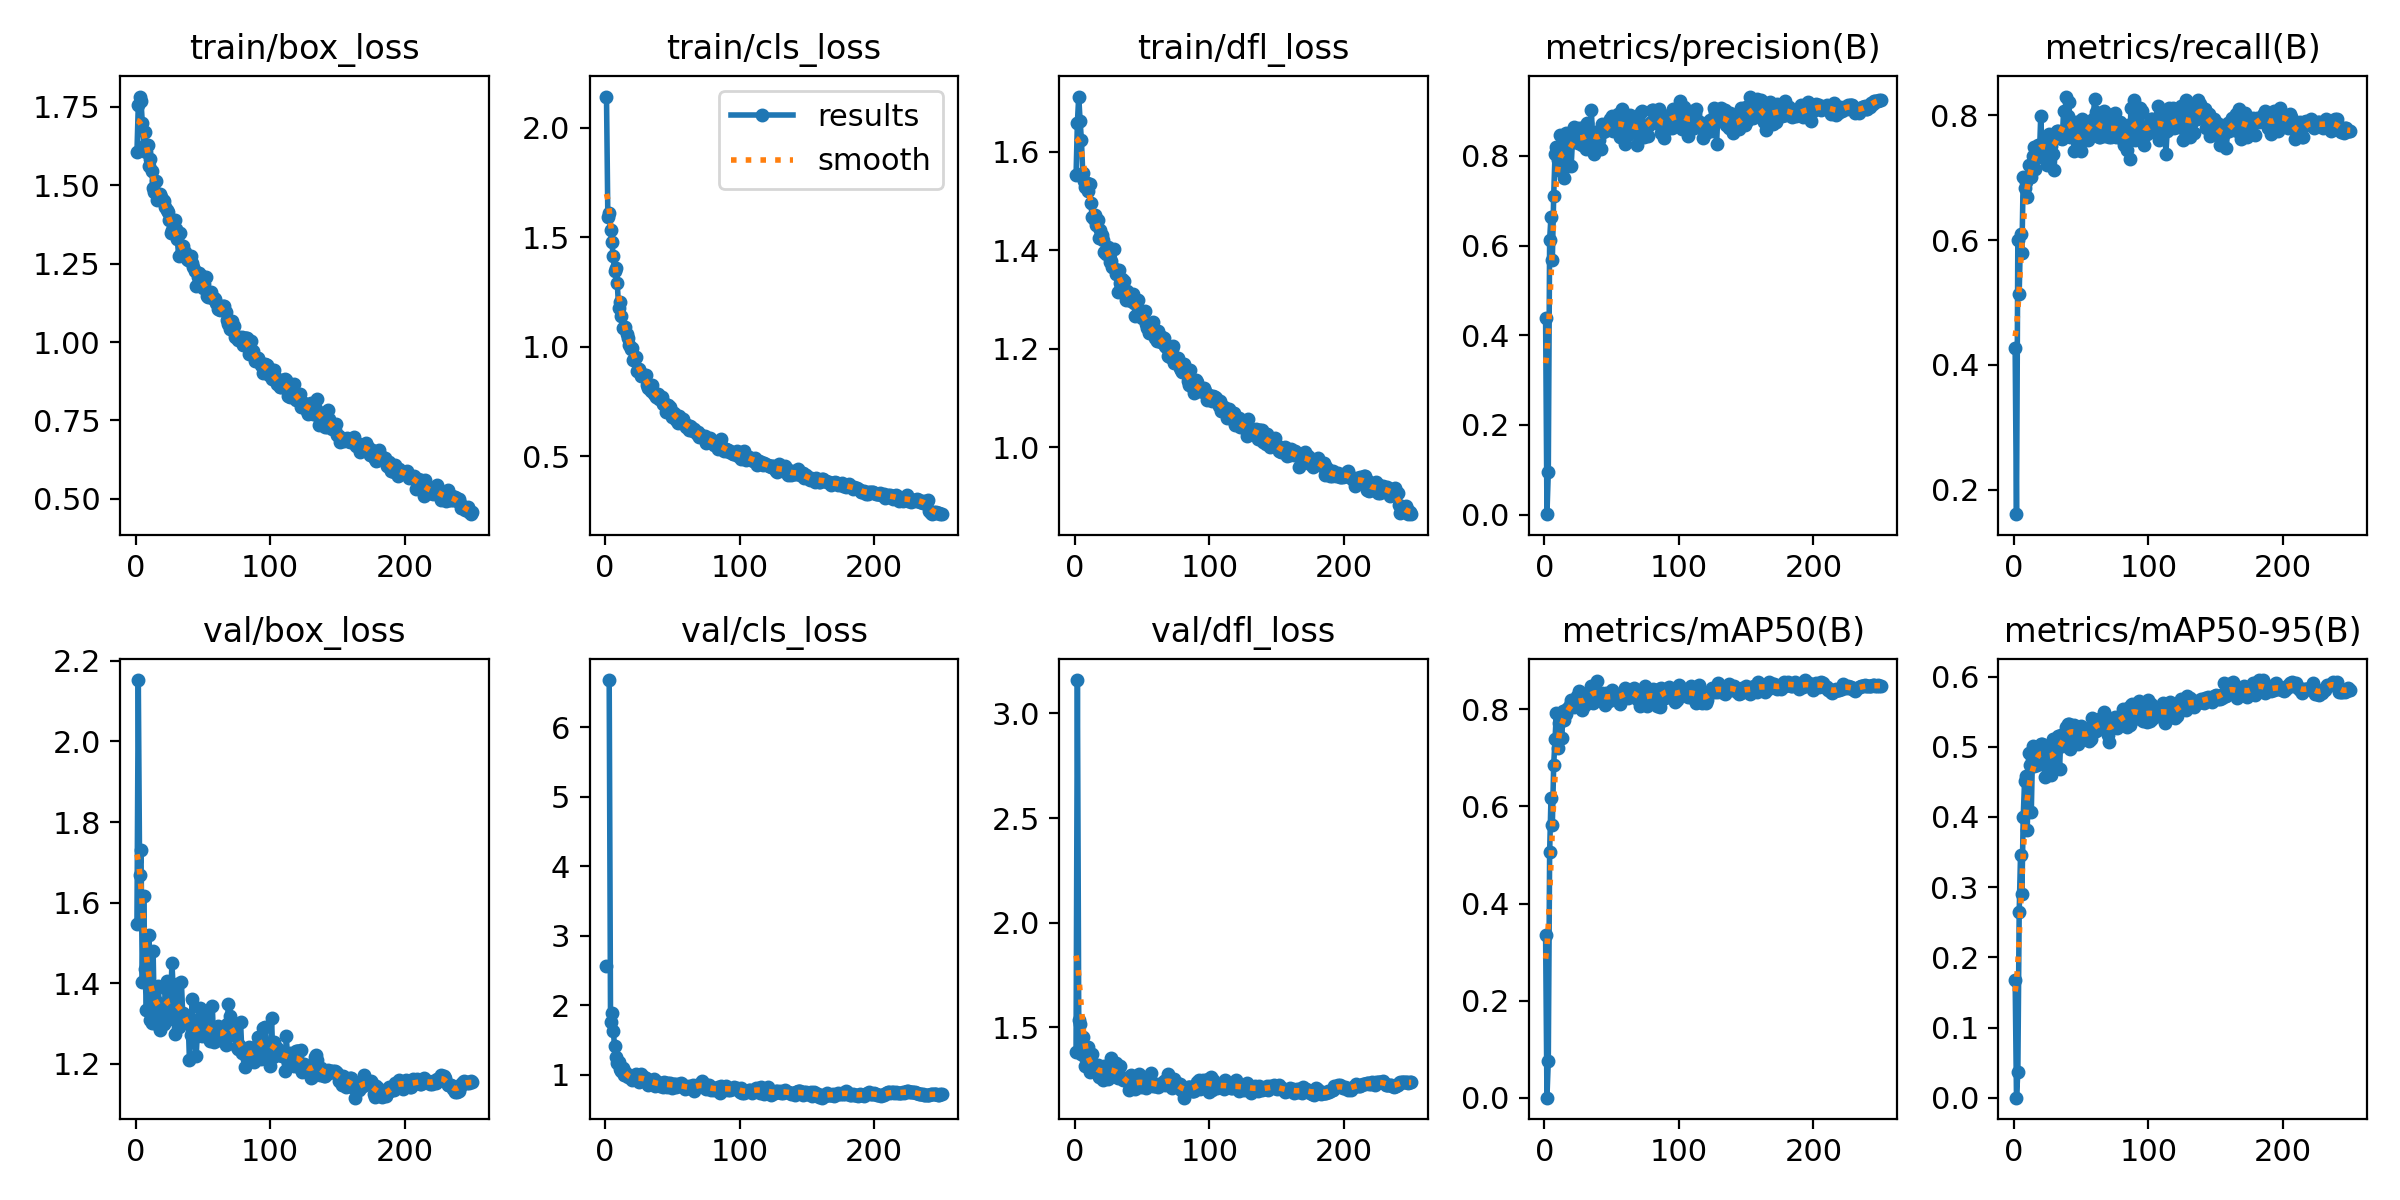 train/box_loss
1.75
1.50
1.25
1.00
0.75
0.50
0 100 200
train/cls_loss
results
smooth
2.0
1.5
1.0
0.5
0 100 200
train/dfl_loss
1.6
1.4
1.2
1.0
0 100 200
metrics/precision(B)
0.8
0.6
0.4
0.2
0.0
0 100 200
metrics/recall(B)
0.8
0.6
0.4
0.2
0 100 200
val/box_loss
2.2
2.0
1.8
1.6
1.4
1.2
0 100 200
val/cls_loss
6
5
4
3
2
1
0 100 200
val/dfl_loss
3.0
2.5
2.0
1.5
0 100 200
metrics/mAP50(B)
0.8
0.6
0.4
0.2
0.0
0 100 200
metrics/mAP50-95(B)
0.6
0.5
0.4
0.3
0.2
0.1
0.0
0 100 200